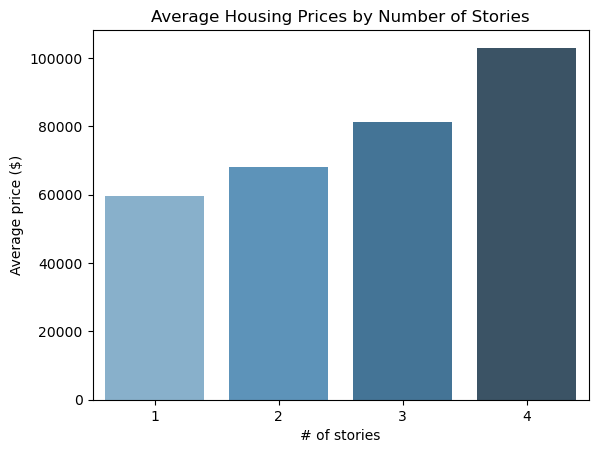 Average Housing Prices by Number of Stories
100000
80000
60000
40000
20000
0
Average price ($)
1 2 3 4
# of stories